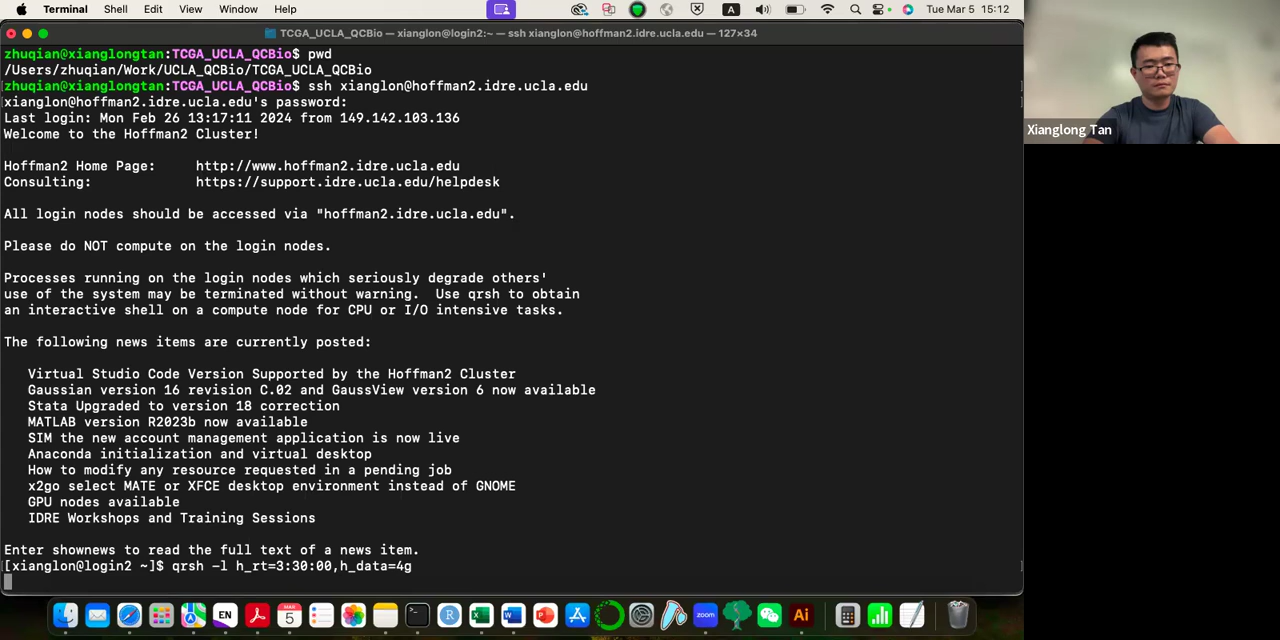 Terminal Shell Edit View Window Help A Tue Mar 5 15:12
TCGA_UCLA_QCBio — xianglon@login2:~ — ssh xianglon@hoffman2.idre.ucla.edu — 127×34
zhuqian@xianglongtan:TCGA_UCLA_QCBio$ pwd
/Users/zhuqian/Work/UCLA_QCBio/TCGA_UCLA_QCBio
zhuqian@xianglongtan:TCGA_UCLA_QCBio$ ssh xianglon@hoffman2.idre.ucla.edu
xianglon@hoffman2.idre.ucla.edu's password:
Last login: Mon Feb 26 13:17:11 2024 from 149.142.103.136
Welcome to the Hoffman2 Cluster!
Hoffman2 Home Page: http://www.hoffman2.idre.ucla.edu
Consulting: https://support.idre.ucla.edu/helpdesk
All login nodes should be accessed via "hoffman2.idre.ucla.edu".
Please do NOT compute on the login nodes.
Processes running on the login nodes which seriously degrade others'
use of the system may be terminated without warning. Use qrsh to obtain
an interactive shell on a compute node for CPU or I/O intensive tasks.
The following news items are currently posted:
Virtual Studio Code Version Supported by the Hoffman2 Cluster
Gaussian version 16 revision C.02 and GaussView version 6 now available
Stata Upgraded to version 18 correction
MATLAB version R2023b now available
SIM the new account management application is now live
Anaconda initialization and virtual desktop
How to modify any resource requested in a pending job
x2go select MATE or XFCE desktop environment instead of GNOME
GPU nodes available
IDRE Workshops and Training Sessions
Enter shownews to read the full text of a news item.
[xianglon@login2 ~]$ qrsh -l h_rt=3:30:00,h_data=4g
Xianglong Tan
EN
MAR
5
R
zoom
Ai